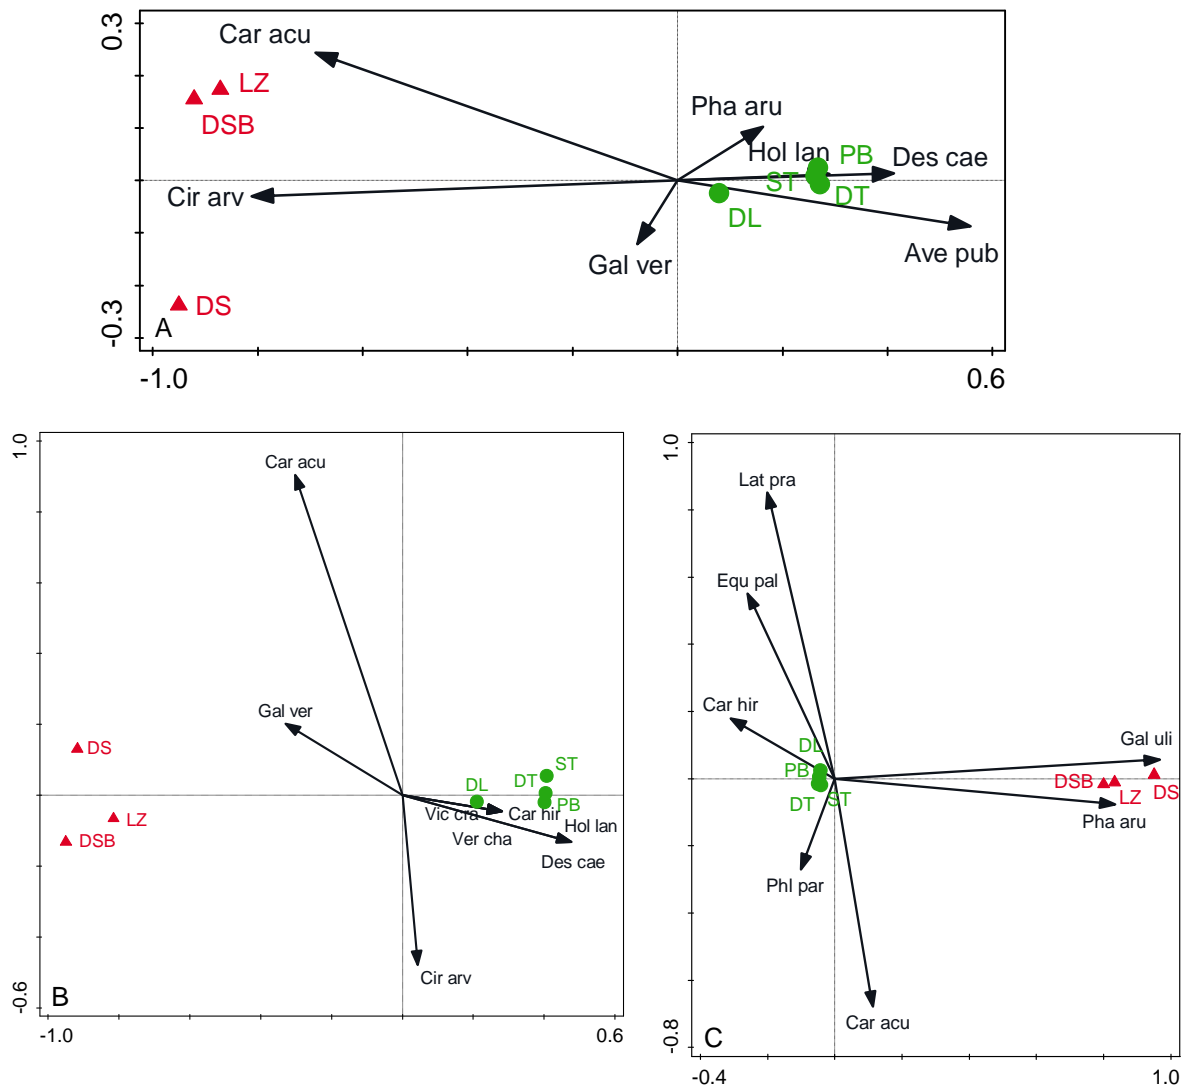 0.3
Car acu
LZ
DSB
Pha aru
Hol lan
PB
Des cae
Cir arv
ST
DT
DL
Gal ver
Ave pub
DS
-0.3
A
-1.0
0.6
1.0
Car acu
Gal ver
DS
ST
DL
DT
LZ
Vic cra
Car hir
PB
Hol lan
DSB
Ver cha
Des cae
Cir arv
-0.6
B
-1.0
0.6
1.0
Lat pra
Equ pal
Car hir
DL
Gal uli
PB
DSB
DT
ST
LZ
DS
Pha aru
Phl par
Car acu
-0.8
C
-0.4
1.0